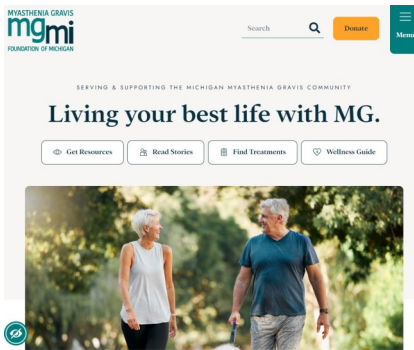 MYASTHENIA GRAVIS
mgmi
FOUNDATION OF MICHIGAN
Search
Donate
Menu
SERVING & SUPPORTING THE MICHIGAN MYASTHENIA GRAVIS COMMUNITY
Living your best life with MG.
Get Resources
Read Stories
Find Treatments
Wellness Guide